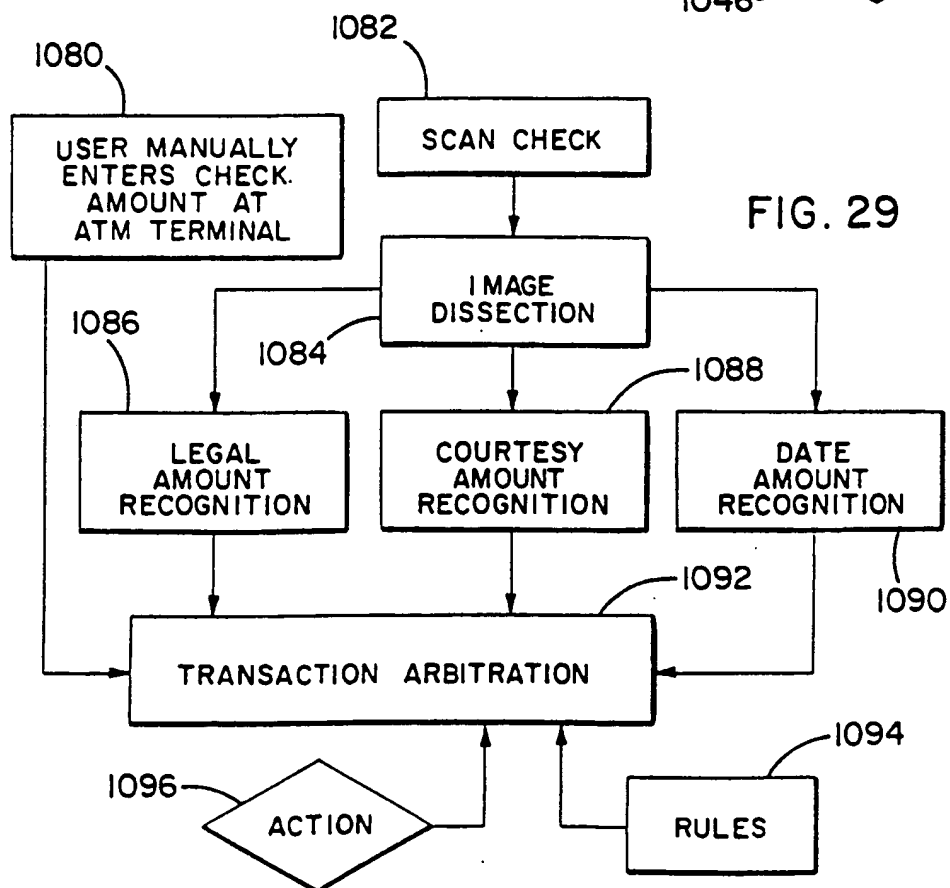 1046
1082
1080
SCAN CHECK
USER MANUALLY
ENTERS CHECK.
AMOUNT AT
ATM TERMINAL
FIG. 29
IMAGE
DISSECTION
1086
1084
1088
LEGAL
AMOUNT
RECOGNITION
COURTESY
AMOUNT
RECOGNITION
DATE
AMOUNT
RECOGNITION
1092
1090
TRANSACTION ARBITRATION
1094
1096
ACTION
RULES